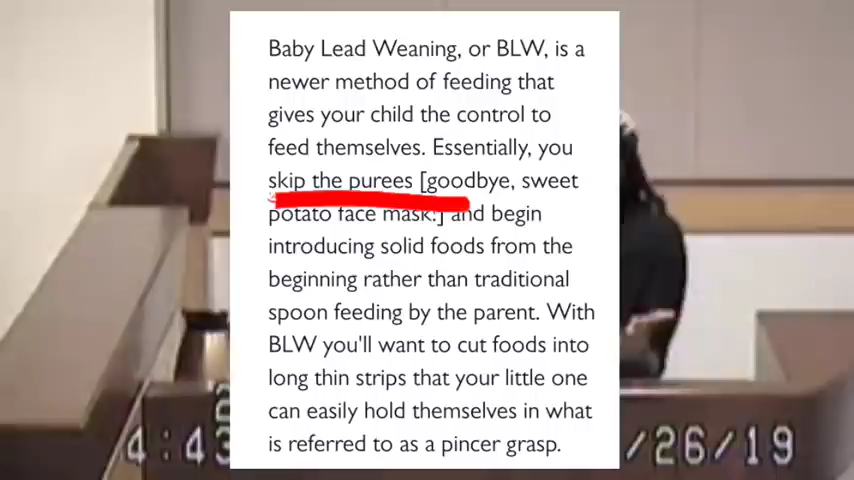 Baby Lead Weaning, or BLW, is a
newer method of feeding that
gives your child the control to
feed themselves. Essentially, you
skip the purees [goodbye, sweet
potato face mask!] and begin
introducing solid foods from the
beginning rather than traditional
spoon feeding by the parent. With
BLW you'll want to cut foods into
long thin strips that your little one
can easily hold themselves in what
is referred to as a pincer grasp.
4:43
/26/19